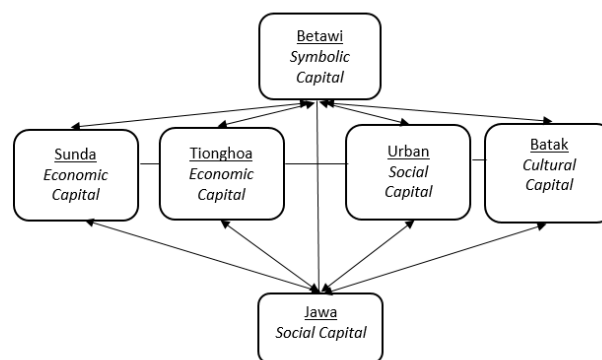 Betawi
Symbolic
Capital
Sunda
Economic
Capital
Tionghoa
Economic
Capital
Urban
Social
Capital
Batak
Cultural
Capital
Jawa
Social Capital